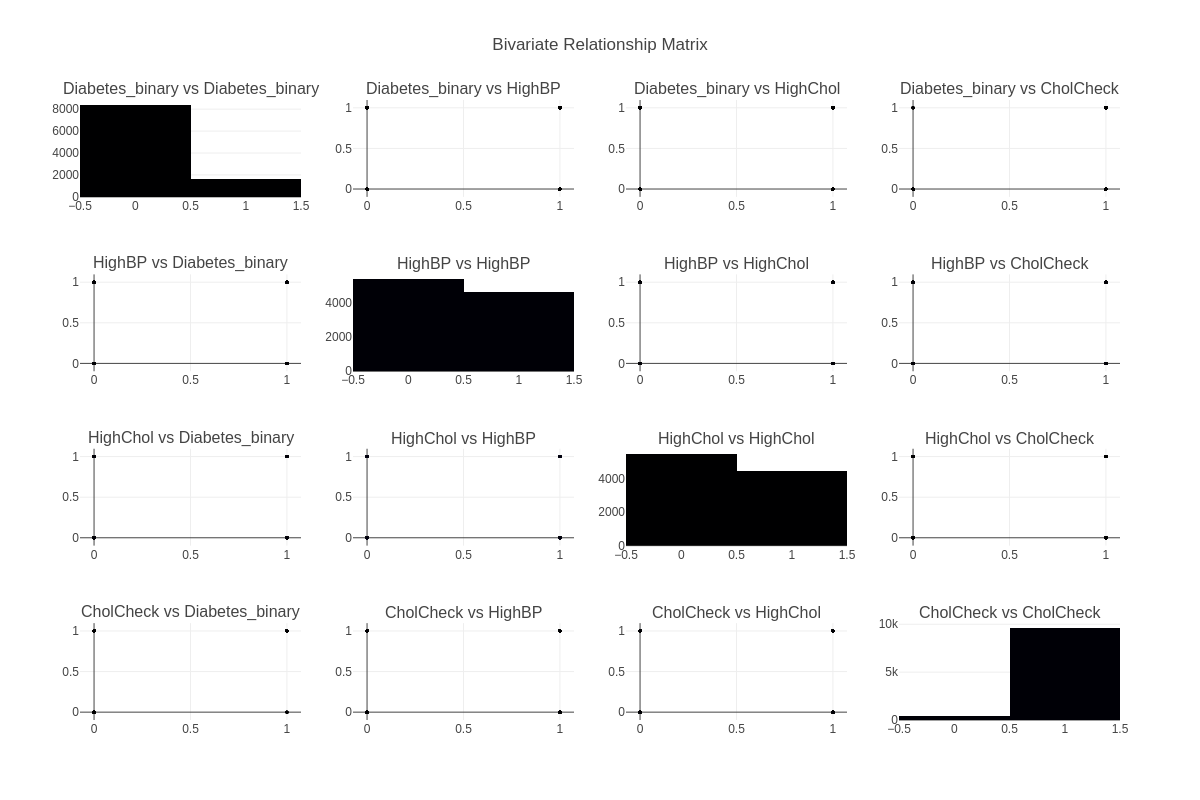 Bivariate Relationship Matrix
Diabetes_binary vs Diabetes_binary
Diabetes_binary vs HighBP
Diabetes_binary vs HighChol
Diabetes_binary vs CholCheck
8000
6000
4000
2000
0
−0.5 0 0.5 1 1.5
1
0.5
0
0 0.5 1
1
0.5
0
0 0.5 1
1
0.5
0
0 0.5 1
HighBP vs Diabetes_binary
HighBP vs HighBP
HighBP vs HighChol
HighBP vs CholCheck
1
0.5
0
0 0.5 1
4000
2000
0
−0.5 0 0.5 1 1.5
1
0.5
0
0 0.5 1
1
0.5
0
0 0.5 1
HighChol vs Diabetes_binary
HighChol vs HighBP
HighChol vs HighChol
HighChol vs CholCheck
1
0.5
0
0 0.5 1
1
0.5
0
0 0.5 1
4000
2000
0
−0.5 0 0.5 1 1.5
1
0.5
0
0 0.5 1
CholCheck vs Diabetes_binary
CholCheck vs HighBP
CholCheck vs HighChol
CholCheck vs CholCheck
1
0.5
0
0 0.5 1
1
0.5
0
0 0.5 1
1
0.5
0
0 0.5 1
10k
5k
0
−0.5 0 0.5 1 1.5